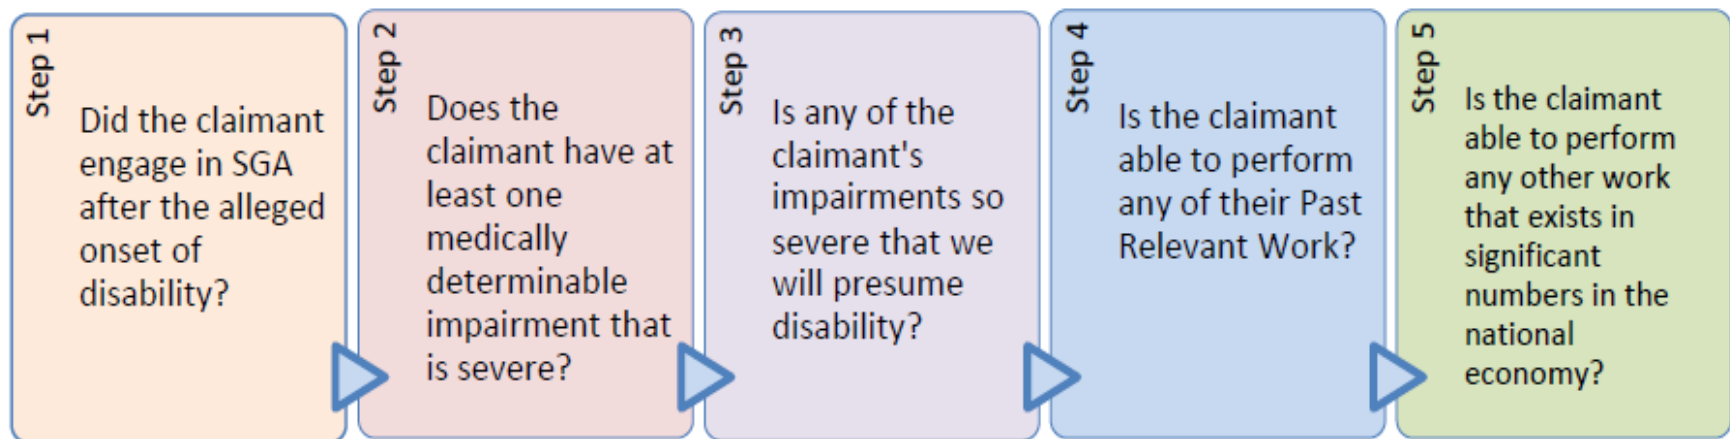 Step 1
Did the claimant
engage in SGA
after the alleged
onset of
disability?
Step 2
Does the
claimant have at
least one
medically
determinable
impairment that
is severe?
Step 3
Is any of the
claimant's
impairments so
severe that we
will presume
disability?
Step 4
Is the claimant
able to perform
any of their Past
Relevant Work?
Step 5
Is the claimant
able to perform
any other work
that exists in
significant
numbers in the
national
economy?